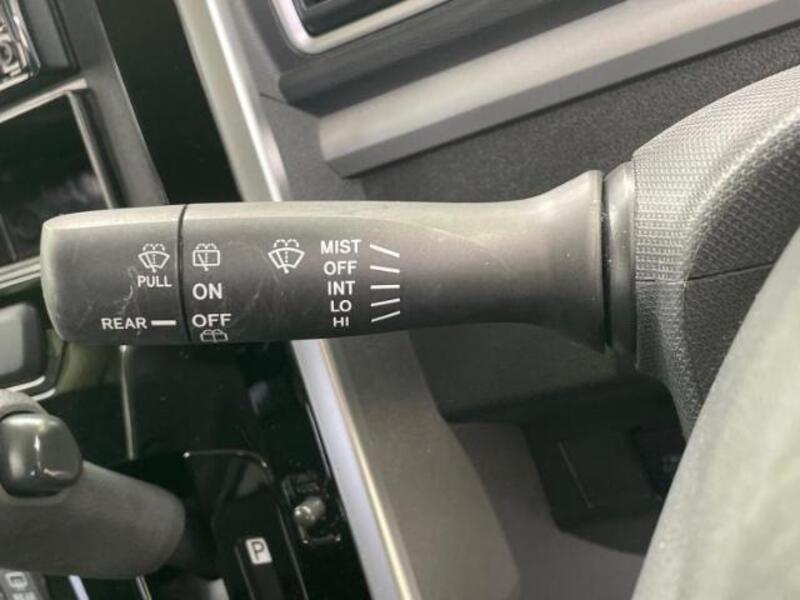 PULL
REAR
ON
OFF
MIST
OFF
INT
LO
HI
P